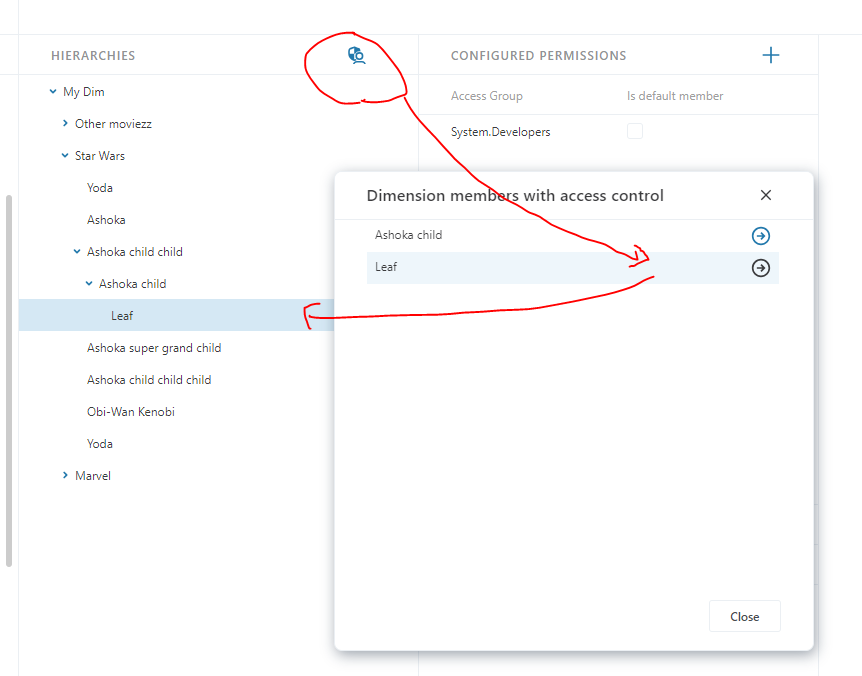 HIERARCHIES
CONFIGURED PERMISSIONS
My Dim
Access Group
Is default member
Other moviezz
System.Developers
Star Wars
Yoda
Dimension members with access control
Ashoka
Ashoka child
Ashoka child child
Leaf
Ashoka child
Leaf
Ashoka super grand child
Ashoka child child child
Obi-Wan Kenobi
Yoda
Marvel
Close